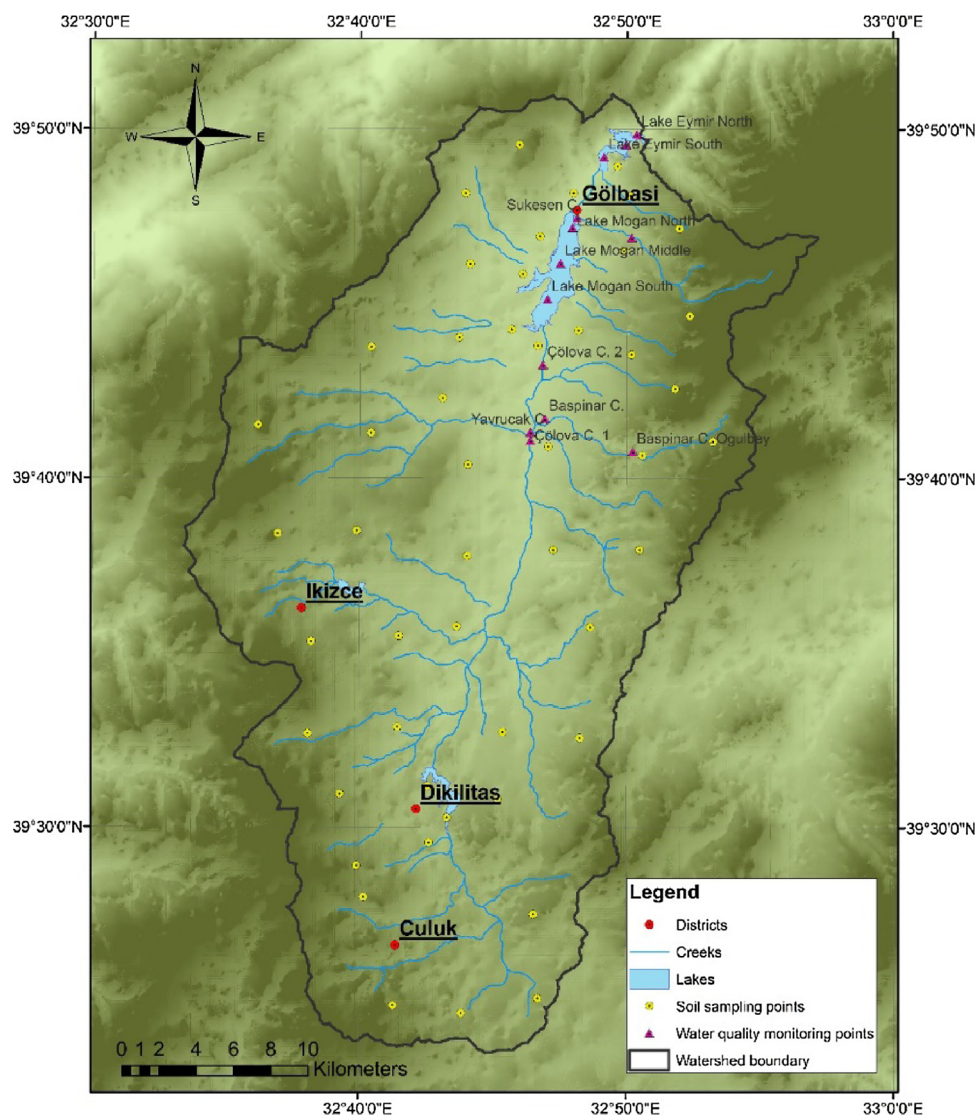 32°30'0"E 32°40'0"E 32°50'0"E 33°0'0"E
N
W E
S
39°50'0"N 39°50'0"N
Lake Eymir North
Lake Eymir South
Gölbasi
Sukesen C.
Lake Mogan North
Lake Mogan Middle
Lake Mogan South
Çölova C. 2
Baspinar C.
Yavrucak C.
Çölova C. 1
Baspinar C. Ogulbey
39°40'0"N 39°40'0"N
Ikizce
Dikilitas
39°30'0"N 39°30'0"N
Culuk
Legend
Districts
Creeks
Lakes
Soil sampling points
Water quality monitoring points
Watershed boundary
0 1 2 4 6 8 10
Kilometers
32°40'0"E 32°50'0"E 33°0'0"E